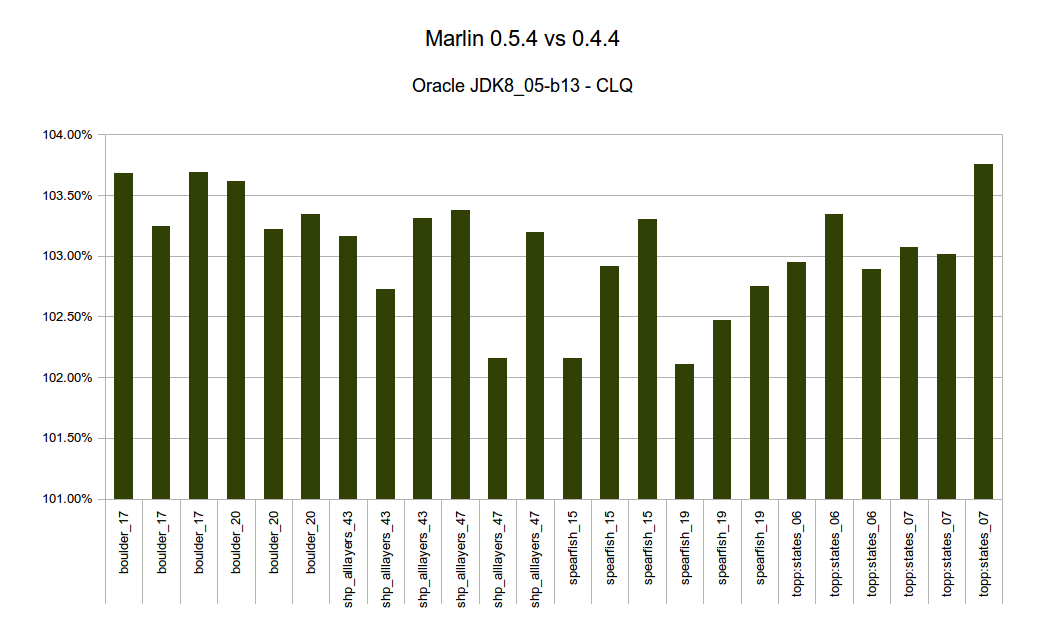 Marlin 0.5.4 vs 0.4.4
Oracle JDK8_05-b13 - CLQ
104.00%
103.50%
103.00%
102.50%
102.00%
101.50%
101.00%
boulder_17
boulder_17
boulder_17
boulder_20
boulder_20
boulder_20
shp_alllayers_43
shp_alllayers_43
shp_alllayers_43
shp_alllayers_47
shp_alllayers_47
shp_alllayers_47
spearfish_15
spearfish_15
spearfish_15
spearfish_19
spearfish_19
spearfish_19
topp:states_06
topp:states_06
topp:states_06
topp:states_07
topp:states_07
topp:states_07